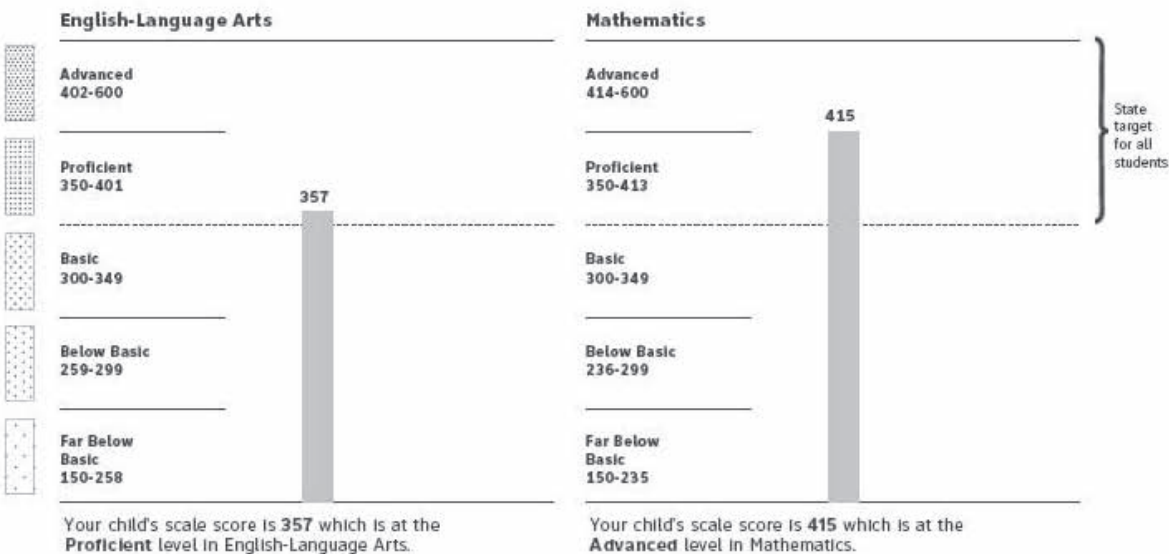 English-Language Arts
Advanced
402-600
Proficient
350-401
357
Basic
300-349
Below Basic
259-299
Far Below
Basic
150-258
Your child's scale score is 357 which is at the
Proficient level in English-Language Arts.
Mathematics
Advanced
414-600
415
Proficient
350-413
Basic
300-349
Below Basic
236-299
Far Below
Basic
150-235
Your child's scale score is 415 which is at the
Advanced level in Mathematics.
State
target
for all
students